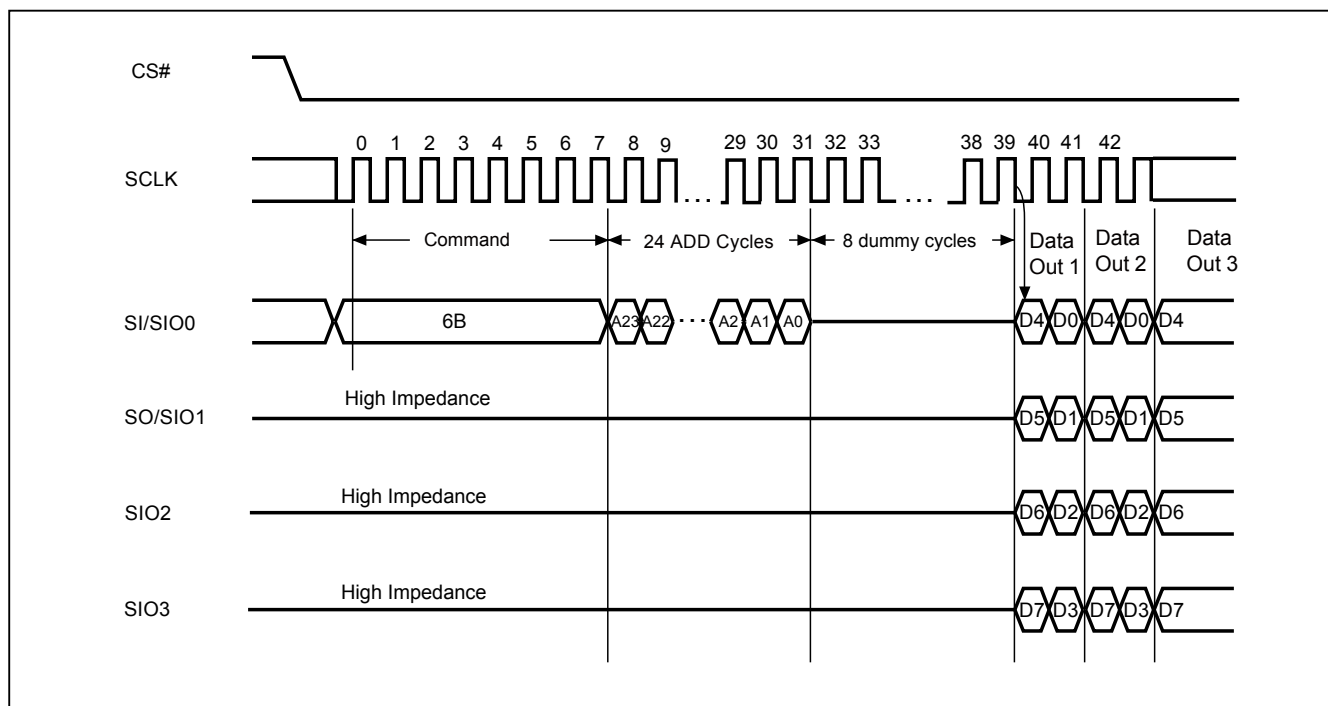 CS#
0 1 2 3 4 5 6 7 8 9 29 30 31 32 33 38 39 40 41 42
SCLK
Command 24 ADD Cycles 8 dummy cycles Data Out 1 Data Out 2 Data Out 3
SI/SIO0 6B A23 A22 A2 A1 A0 D4 D0 D4 D0 D4
High Impedance
SO/SIO1 D5 D1 D5 D1 D5
High Impedance
SIO2 D6 D2 D6 D2 D6
High Impedance
SIO3 D7 D3 D7 D3 D7